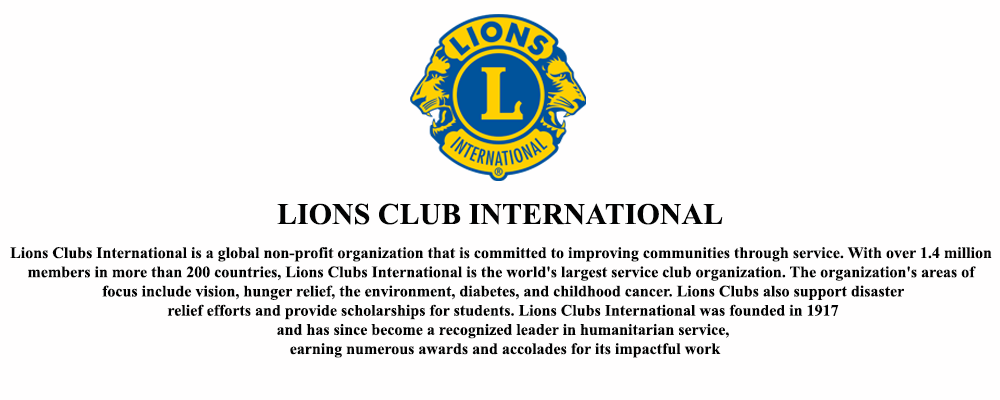 LIONS
L
INTERNATIONAL
®
LIONS CLUB INTERNATIONAL
Lions Clubs International is a global non-profit organization that is committed to improving communities through service. With over 1.4 million
members in more than 200 countries, Lions Clubs International is the world's largest service club organization. The organization's areas of
focus include vision, hunger relief, the environment, diabetes, and childhood cancer. Lions Clubs also support disaster
relief efforts and provide scholarships for students. Lions Clubs International was founded in 1917
and has since become a recognized leader in humanitarian service,
earning numerous awards and accolades for its impactful work